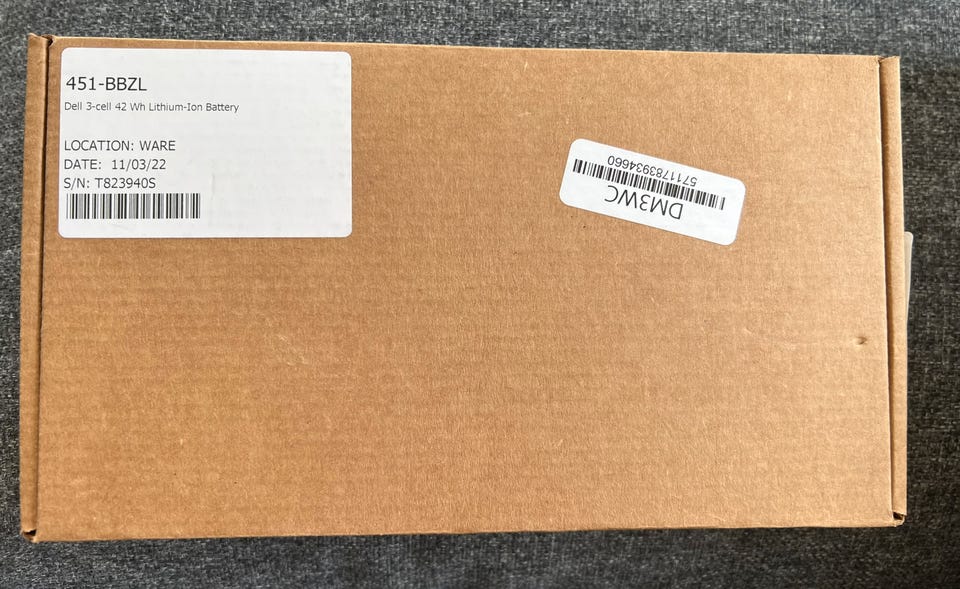 451-BBZL
Dell 3-cell 42 Wh Lithium-Ion Battery
LOCATION: WARE
DATE: 11/03/22
S/N: T823940S
DM3WC
5711783934660